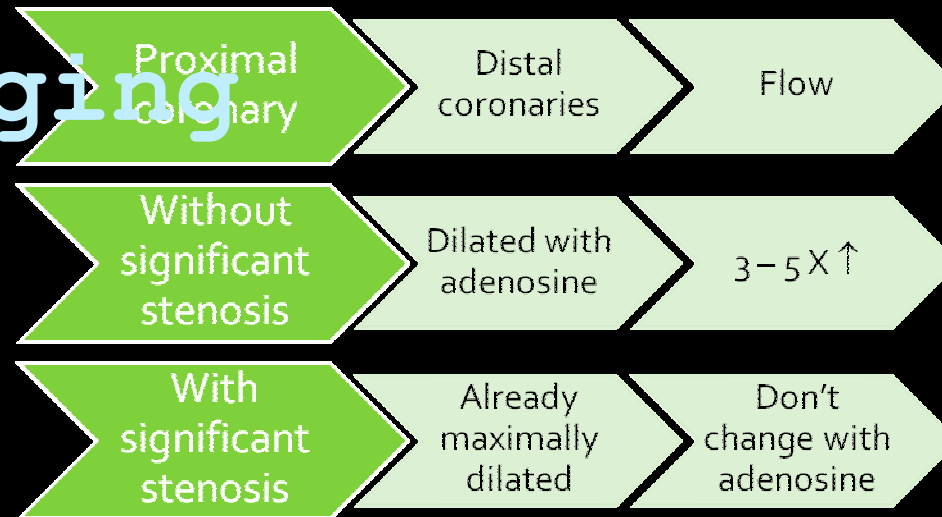 Proximal
coronary
Distal
coronaries
Flow
ging
Without
significant
stenosis
Dilated with
adenosine
3 – 5 X ↑
With
significant
stenosis
Already
maximally
dilated
Don't
change with
adenosine